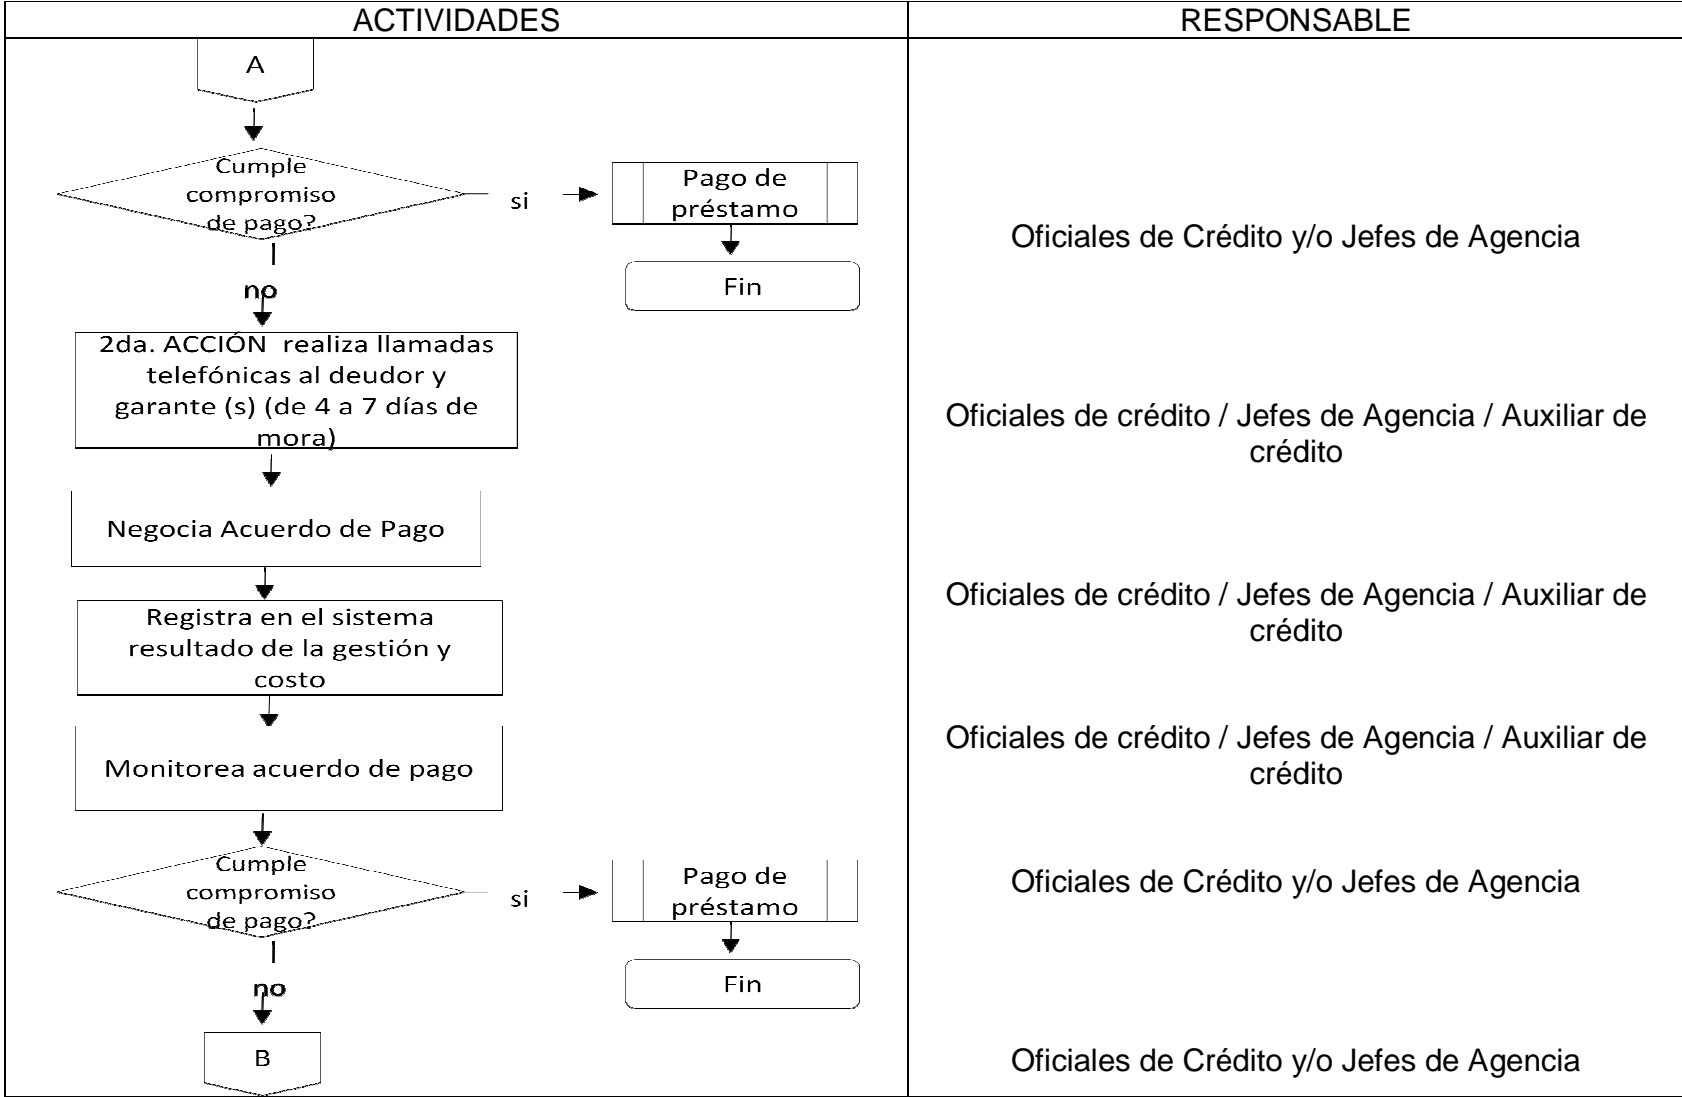 ACTIVIDADES
RESPONSABLE
A
Cumple
compromiso
de pago?
si
Pago de
préstamo
Fin
Oficiales de Crédito y/o Jefes de Agencia
no
2da. ACCIÓN realiza llamadas
telefónicas al deudor y
garante (s) (de 4 a 7 días de
mora)
Oficiales de crédito / Jefes de Agencia / Auxiliar de
crédito
Negocia Acuerdo de Pago
Oficiales de crédito / Jefes de Agencia / Auxiliar de
crédito
Registra en el sistema
resultado de la gestión y
costo
Oficiales de crédito / Jefes de Agencia / Auxiliar de
crédito
Monitorea acuerdo de pago
Oficiales de Crédito y/o Jefes de Agencia
Cumple
compromiso
de pago?
si
Pago de
préstamo
Fin
no
B
Oficiales de Crédito y/o Jefes de Agencia